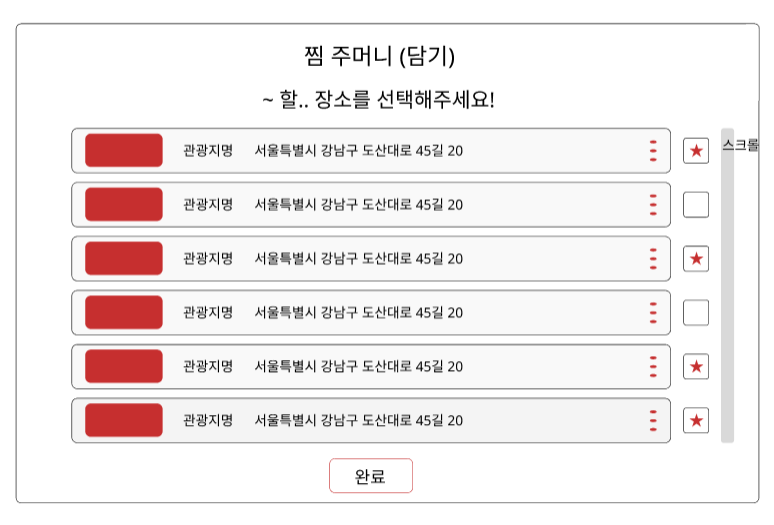 찜 주머니 (담기)
~ 할.. 장소를 선택해주세요!
관광지명 서울특별시 강남구 도산대로 45길 20
스크롤
관광지명 서울특별시 강남구 도산대로 45길 20
관광지명 서울특별시 강남구 도산대로 45길 20
관광지명 서울특별시 강남구 도산대로 45길 20
관광지명 서울특별시 강남구 도산대로 45길 20
관광지명 서울특별시 강남구 도산대로 45길 20
완료